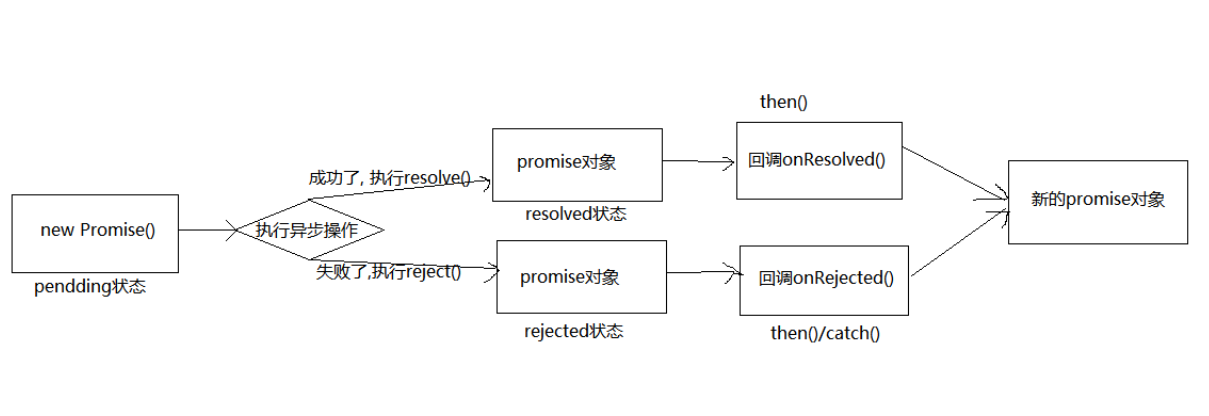 new Promise()
pendding状态
执行异步操作
成功了, 执行resolve()
失败了,执行reject()
promise对象
resolved状态
promise对象
rejected状态
then()
回调onResolved()
回调onRejected()
then()/catch()
新的promise对象